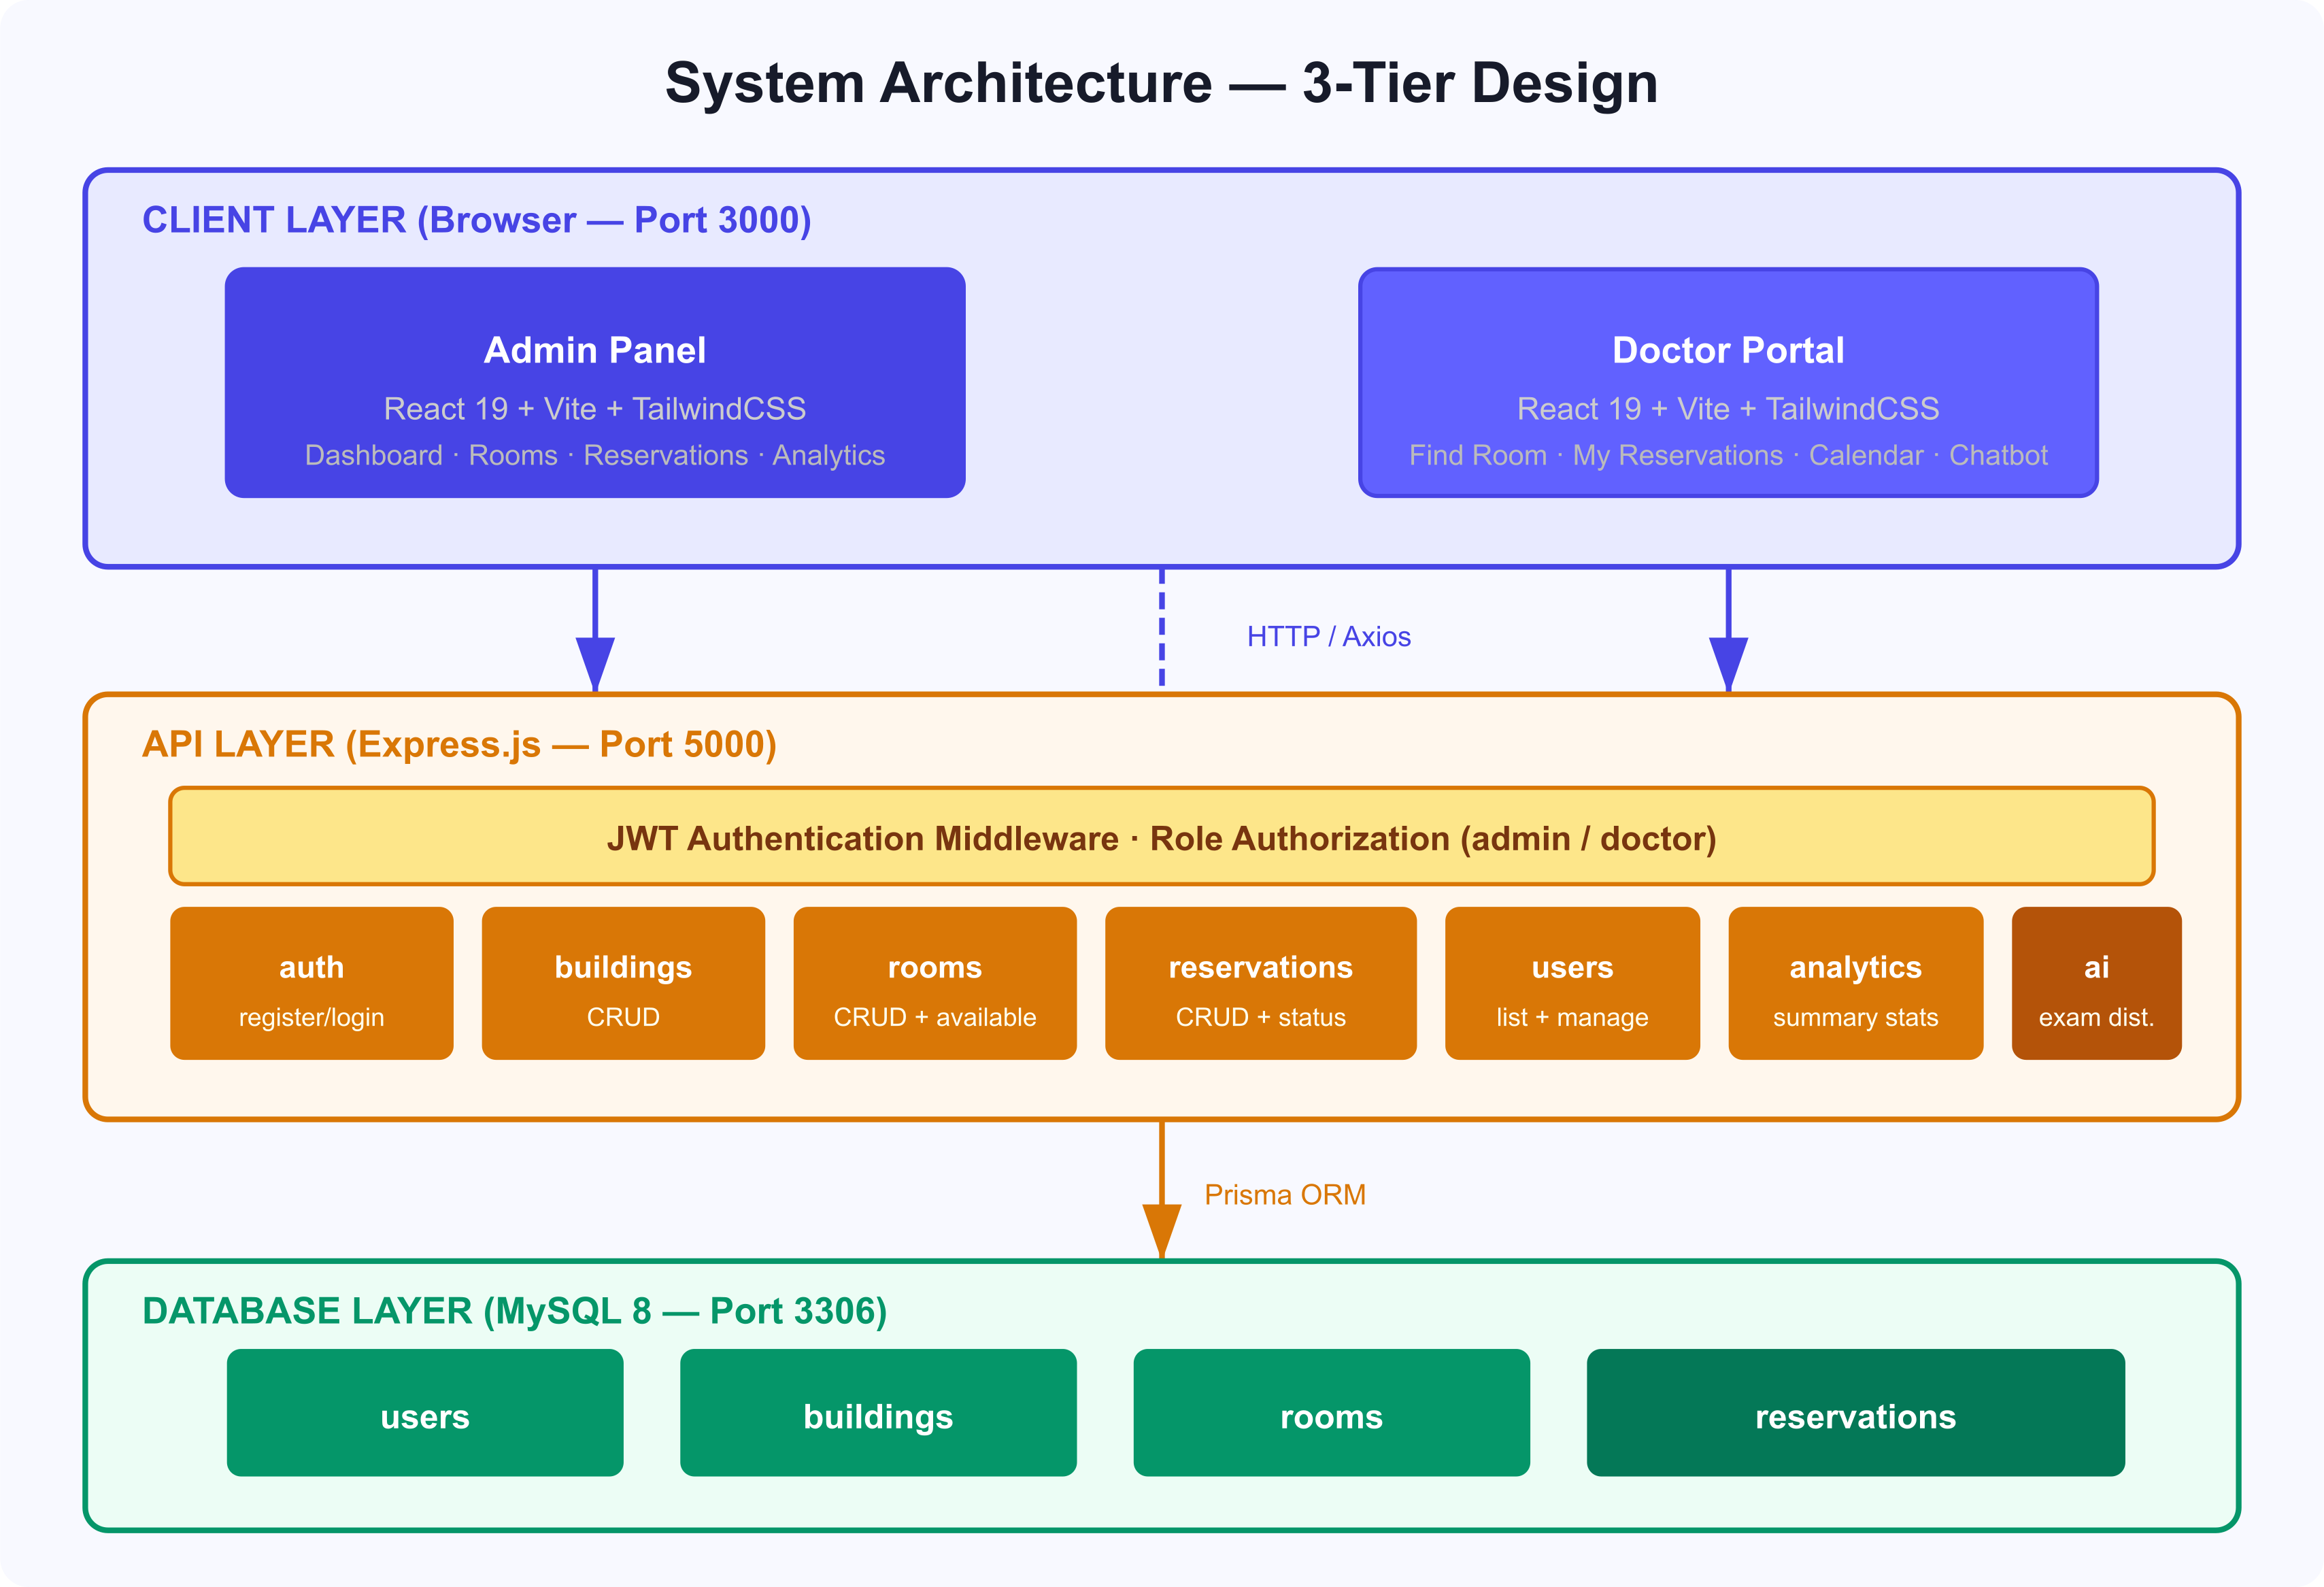 System Architecture — 3-Tier Design
CLIENT LAYER (Browser — Port 3000)
Admin Panel
React 19 + Vite + TailwindCSS
Dashboard · Rooms · Reservations · Analytics
Doctor Portal
React 19 + Vite + TailwindCSS
Find Room · My Reservations · Calendar · Chatbot
HTTP / Axios
API LAYER (Express.js — Port 5000)
JWT Authentication Middleware · Role Authorization (admin / doctor)
auth
register/login
buildings
CRUD
rooms
CRUD + available
reservations
CRUD + status
users
list + manage
analytics
summary stats
ai
exam dist.
Prisma ORM
DATABASE LAYER (MySQL 8 — Port 3306)
users
buildings
rooms
reservations